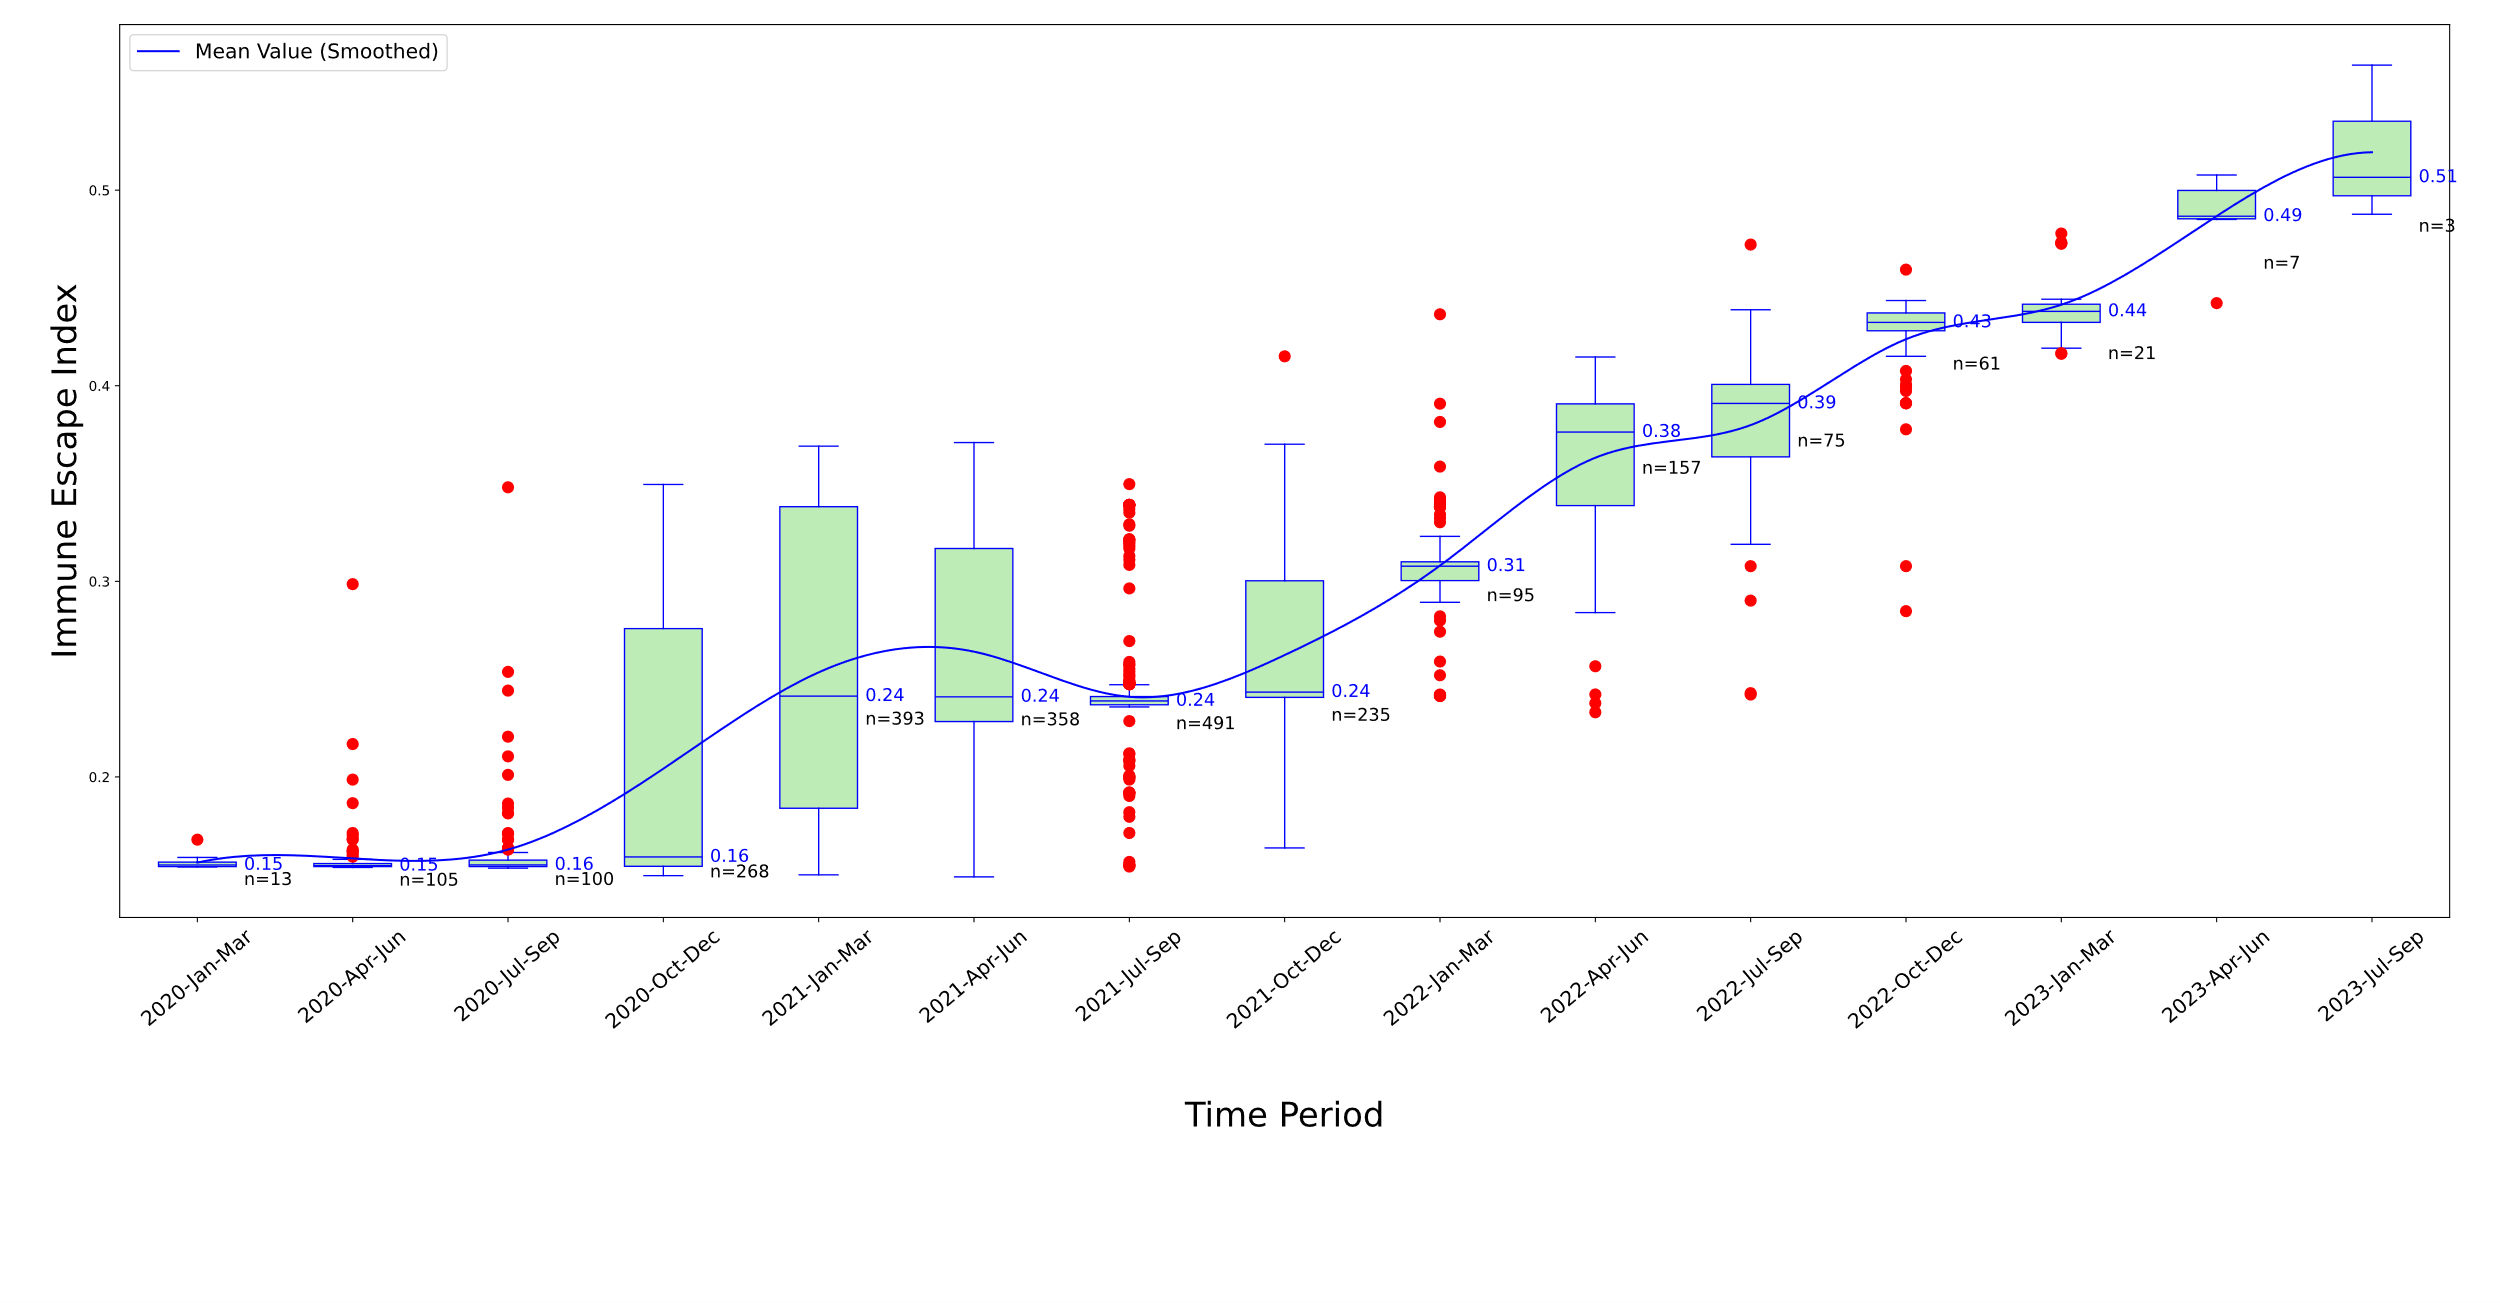 Mean Value (Smoothed)
Immune Escape Index
0.5
0.4
0.3
0.2
0.15
n=13
0.15
n=105
0.16
n=100
0.16
n=268
0.24
n=393
0.24
n=358
0.24
n=491
0.24
n=235
0.31
n=95
0.38
n=157
0.39
n=75
0.43
n=61
0.44
n=21
0.49
n=7
0.51
n=3
2020-Jan-Mar
2020-Apr-Jun
2020-Jul-Sep
2020-Oct-Dec
2021-Jan-Mar
2021-Apr-Jun
2021-Jul-Sep
2021-Oct-Dec
2022-Jan-Mar
2022-Apr-Jun
2022-Jul-Sep
2022-Oct-Dec
2023-Jan-Mar
2023-Apr-Jun
2023-Jul-Sep
Time Period